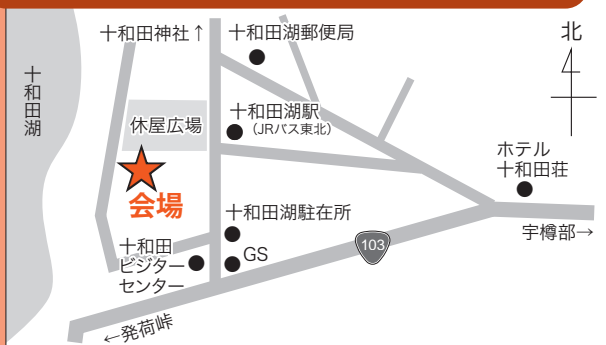 十和田神社↑
十和田湖郵便局
北
十和田湖
休屋広場
十和田湖駅
（JRバス東北）
ホテル
十和田荘
会場
十和田湖駐在所
宇樽部→
GS
103
十和田
ビジター
センター
←発荷峠